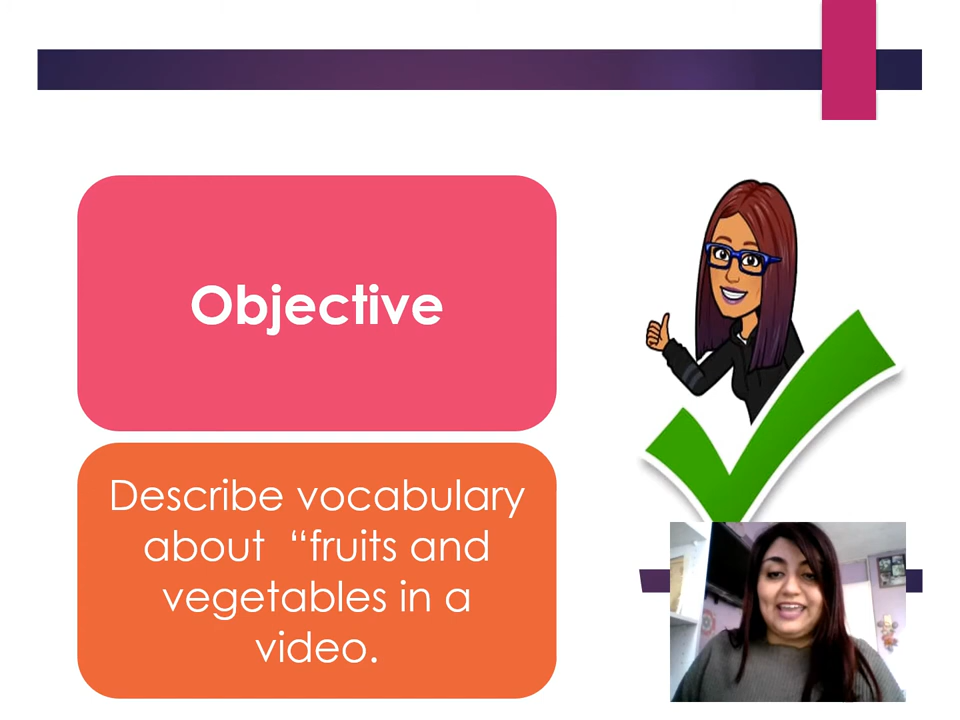 Objective
Describe vocabulary
about “fruits and
vegetables in a
video.